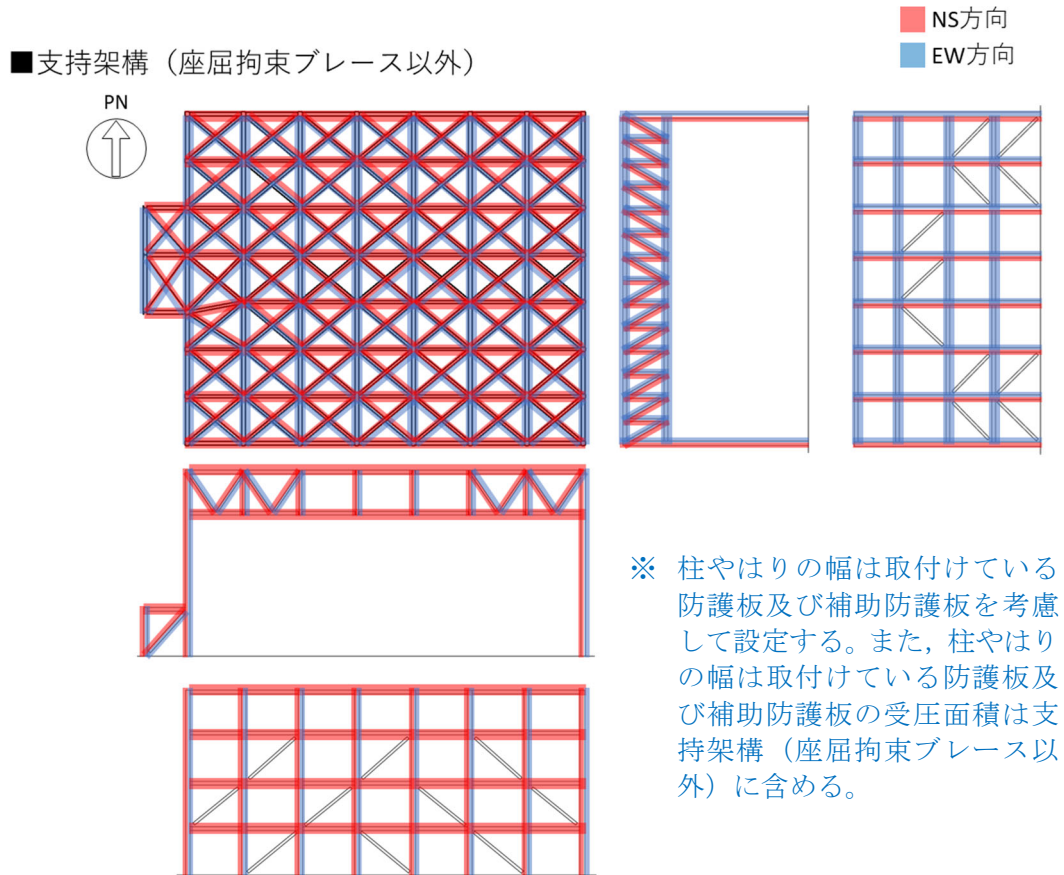 NS方向
EW方向
■支持架構（座屈拘束ブレース以外）
PN
※ 柱やはりの幅は取付けている
防護板及び補助防護板を考慮
して設定する。また，柱やはり
の幅は取付けている防護板及
び補助防護板の受圧面積は支
持架構（座屈拘束ブレース以
外）に含める。